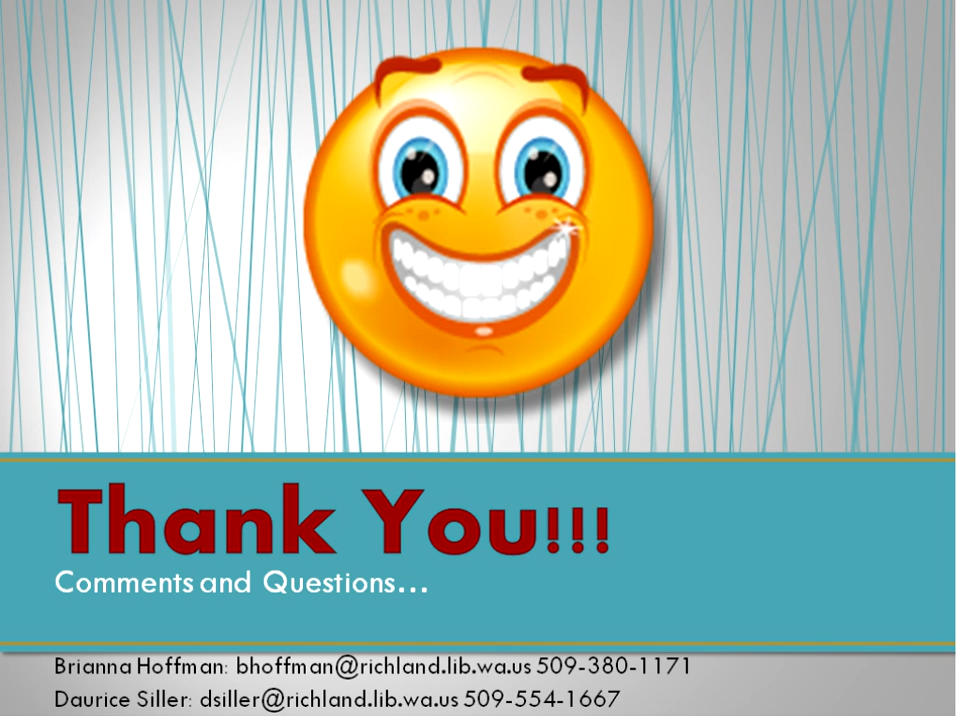 Thank You!!!
Comments and Questions...
Brianna Hoffman: bhoffman@richland.lib.wa.us 509-380-1171
Daurice Siller: dsiller@richland.lib.wa.us 509-554-1667